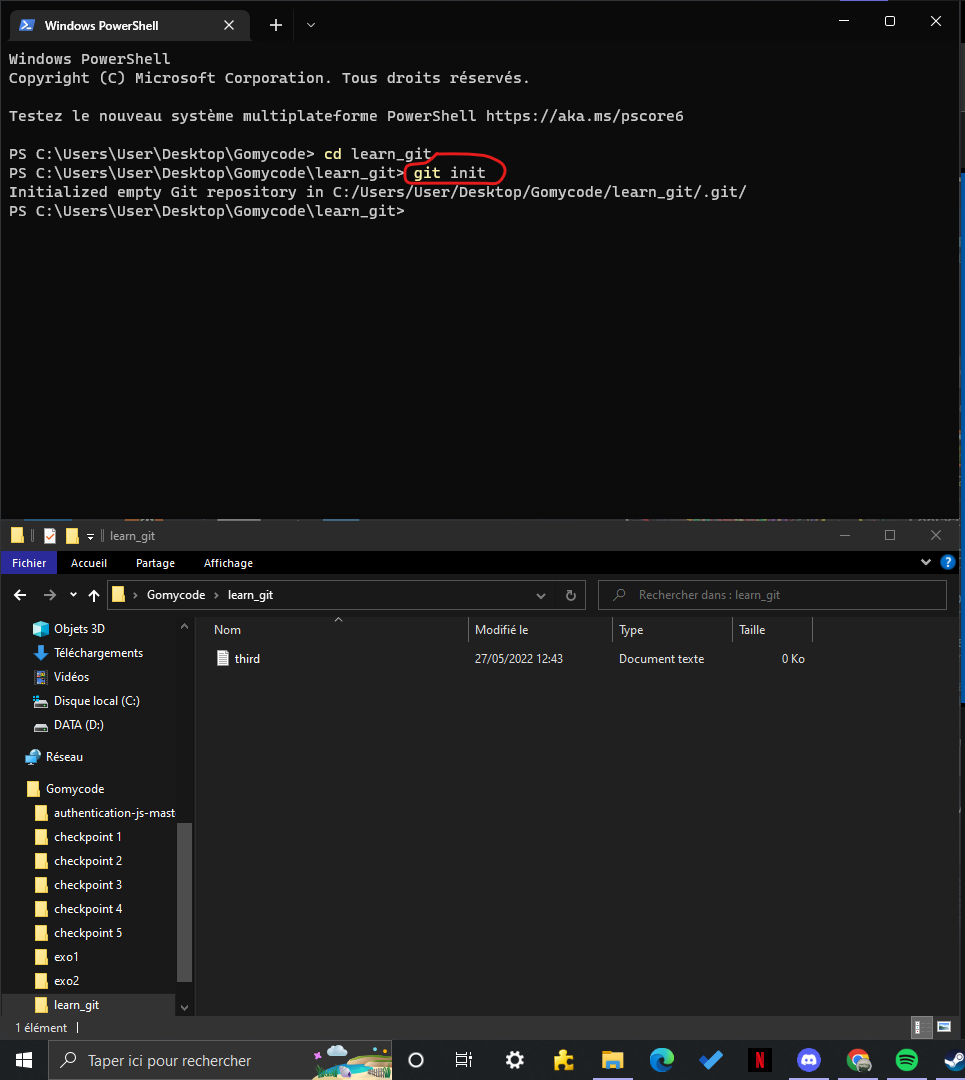 Windows PowerShell
Windows PowerShell
Copyright (C) Microsoft Corporation. Tous droits réservés.
Testez le nouveau système multiplateforme PowerShell https://aka.ms/pscore6
PS C:\Users\User\Desktop\Gomycode> cd learn_git
PS C:\Users\User\Desktop\Gomycode\learn_git> git init
Initialized empty Git repository in C:/Users/User/Desktop/Gomycode/learn_git/.git/
PS C:\Users\User\Desktop\Gomycode\learn_git>
learn_git
Fichier Accueil Partage Affichage
Gomycode > learn_git
Rechercher dans : learn_git
Nom Modifié le Type Taille
third 27/05/2022 12:43 Document texte 0 Ko
Objets 3D
Téléchargements
Vidéos
Disque local (C:)
DATA (D:)
Réseau
Gomycode
authentication-js-mast
checkpoint 1
checkpoint 2
checkpoint 3
checkpoint 4
checkpoint 5
exo1
exo2
learn_git
1 élément
Taper ici pour rechercher